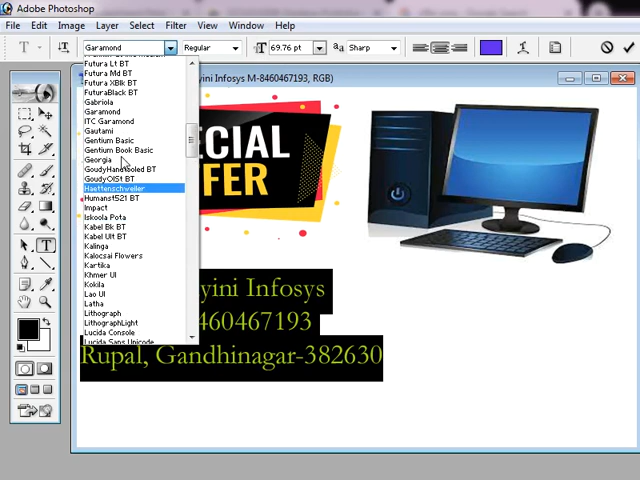 Adobe Photoshop
File Edit Image Layer Select Filter View Window Help
T Garamond Regular 69.76 pt aa Sharp
yini Infosys M-8460467193, RGB)
Futura Lt BT
Futura Md BT
Futura XBlk BT
FuturaBlack BT
Gabriola
Garamond
ITC Garamond
Gautami
Gentium Basic
Gentium Book Basic
Georgia
GoudyHandtooled BT
GoudyOlSt BT
Haettenschweiler
Humanst521 BT
Impact
Iskoola Pota
Kabel Bk BT
Kabel Ult BT
Kalinga
Kalocsai Flowers
Kartika
Khmer UI
Kokila
Lao UI
Latha
Lithograph
LithographLight
Lucida Console
Lucida Sans Unicode
ECIAL
FFER
yini Infosys
460467193
Rupal, Gandhinagar-382630